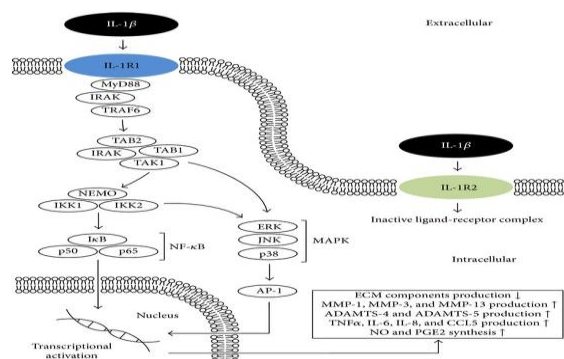 IL-1β
Extracellular
IL-1R1
MyD88
IRAK
TRAF6
TAB2
TAB1
IRAK
TAK1
IL-1β
IL-1R2
Inactive ligand-receptor complex
NEMO
IKK1
IKK2
ERK
JNK
p38
MAPK
IκB
p50
p65
NF-κB
Intracellular
AP-1
Nucleus
Transcriptional
activation
ECM components production ↓
MMP-1, MMP-3, and MMP-13 production ↑
ADAMTS-4 and ADAMTS-5 production ↑
TNFα, IL-6, IL-8, and CCL5 production ↑
NO and PGE2 synthesis ↑